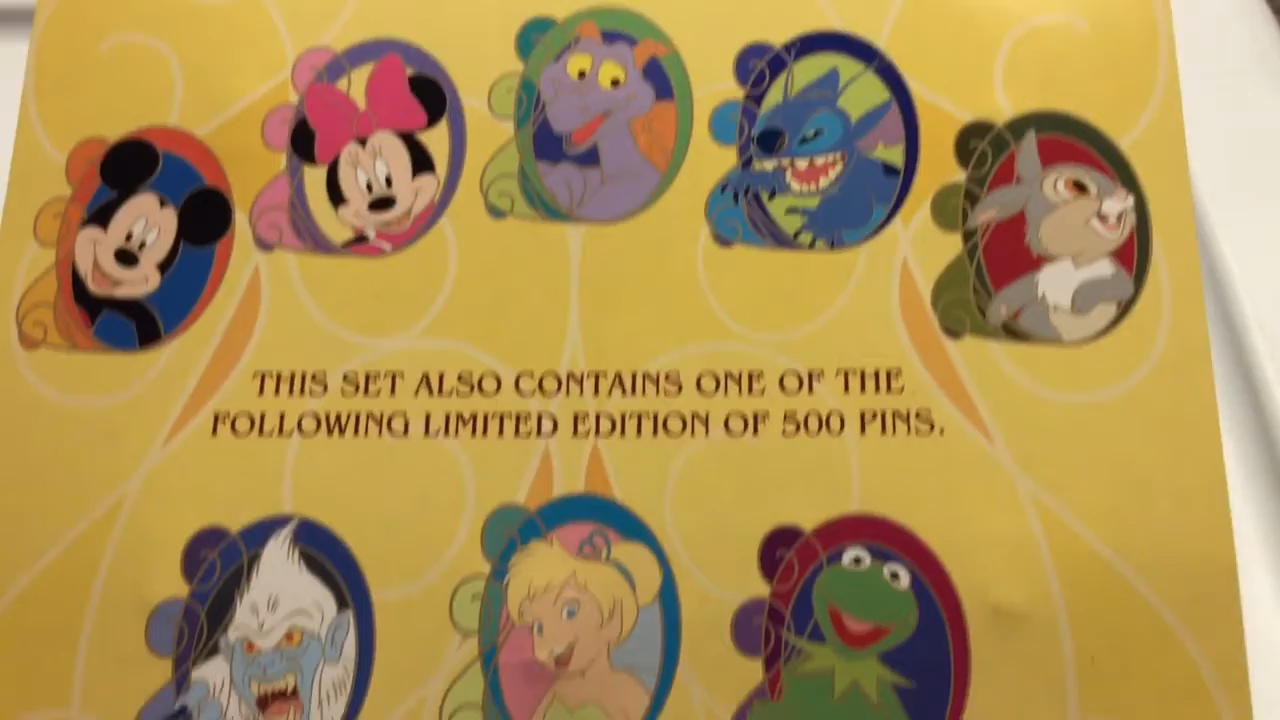 THIS SET ALSO CONTAINS ONE OF THE
FOLLOWING LIMITED EDITION OF 500 PINS.